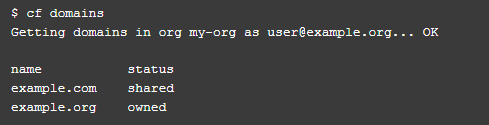 $ cf domains
Getting domains in org my-org as user@example.org... OK
name status
example.com shared
example.org owned